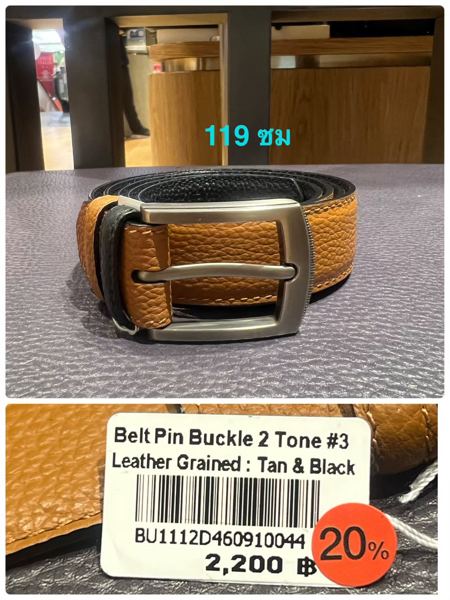 119 ซม
Belt Pin Buckle 2 Tone #3
Leather Grained : Tan & Black
BU1112D460910044
2,200 ฿
20%